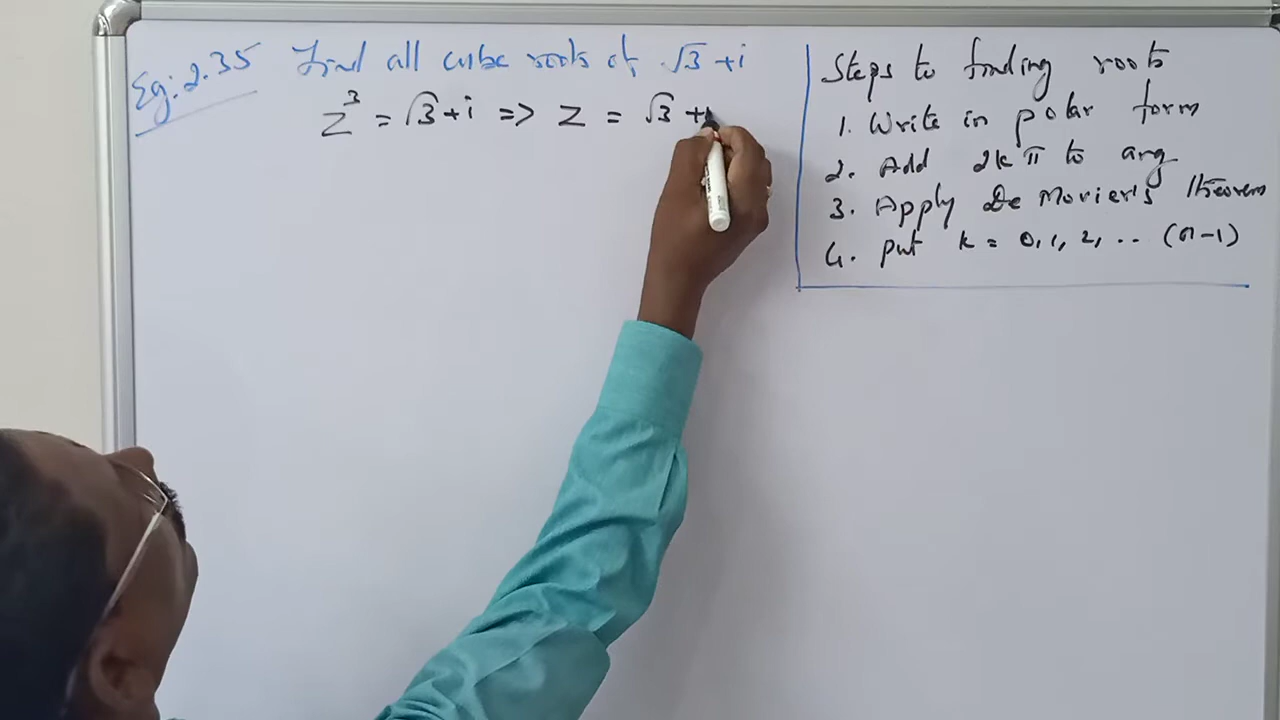 Eg: 2.35 Find all cube roots of √3 + i
z³ = √3 + i => z = √3 +
Steps to finding roots
1. Write in polar form
2. Add 2kπ to arg
3. Apply De Movier's theorem
4. put k = 0, 1, 2, .. (n-1)